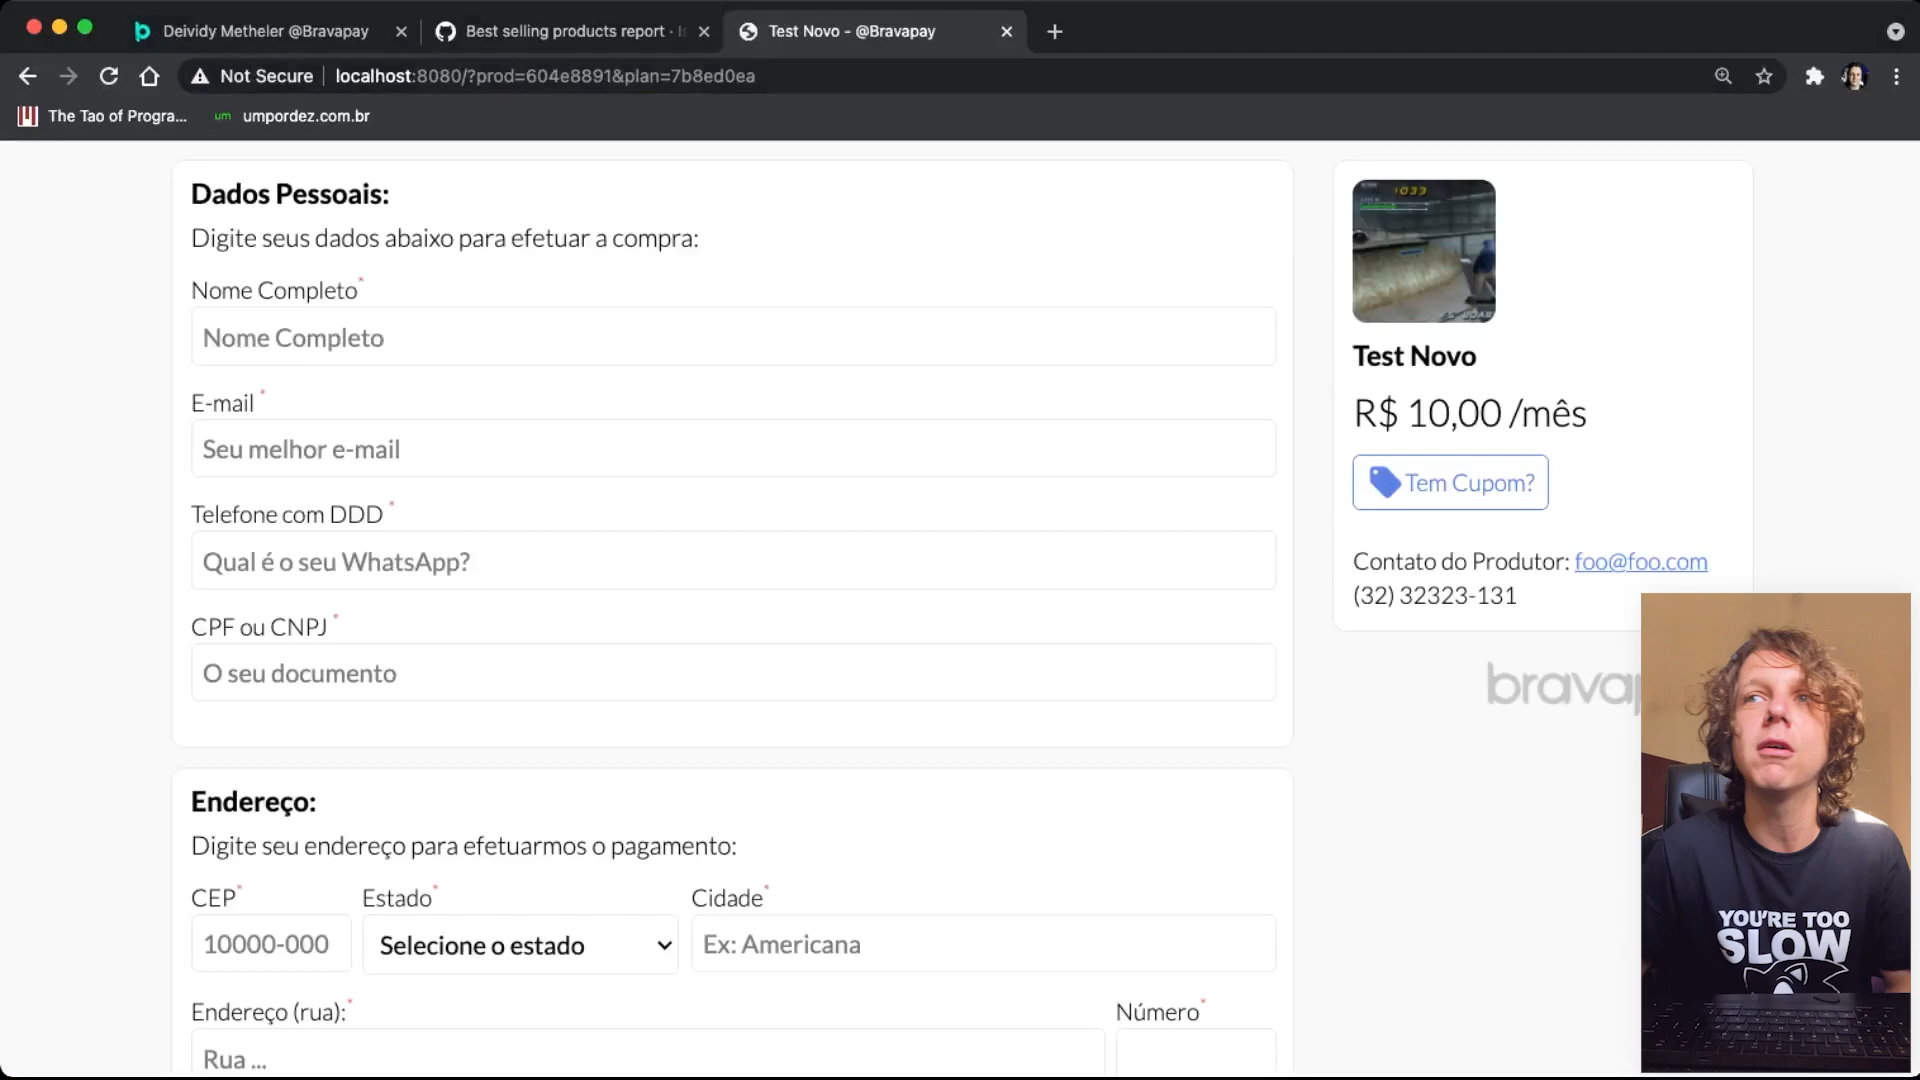 Deividy Metheler @Bravapay
Best selling products report · Is
Test Novo - @Bravapay
Not Secure
localhost:8080/?prod=604e8891&plan=7b8ed0ea
The Tao of Progra...
um umpordez.com.br
Dados Pessoais:
Digite seus dados abaixo para efetuar a compra:
Nome Completo*
Nome Completo
E-mail *
Seu melhor e-mail
Telefone com DDD *
Qual é o seu WhatsApp?
CPF ou CNPJ *
O seu documento
Endereço:
Digite seu endereço para efetuarmos o pagamento:
CEP* Estado* Cidade*
10000-000 Selecione o estado Ex: Americana
Endereço (rua):* Número*
Rua ...
1033
Test Novo
R$ 10,00 /mês
Tem Cupom?
Contato do Produtor: foo@foo.com
(32) 32323-131
bravap
YOU'RE TOO
SLOW